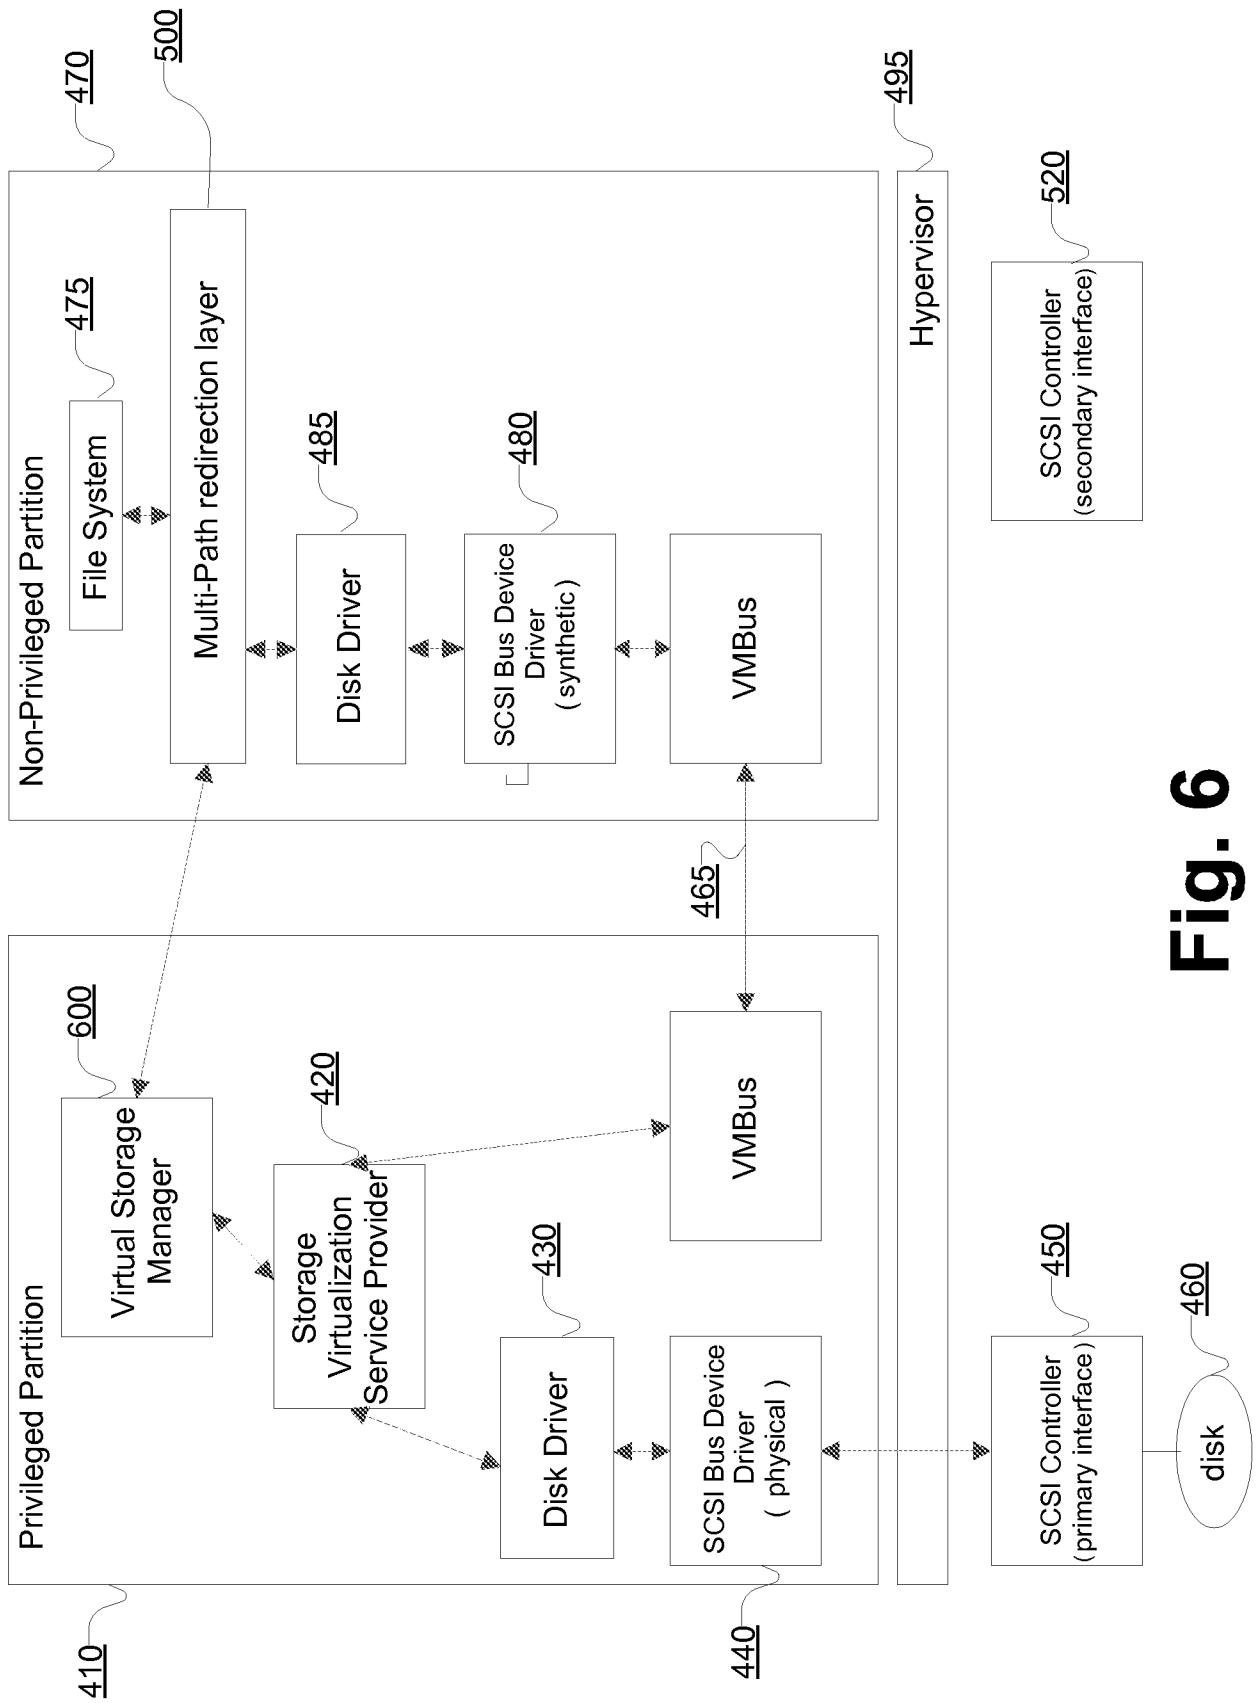 Privileged Partition
410
Virtual Storage
Manager
600
Storage
Virtualization
Service Provider
420
Disk Driver
430
SCSI Bus Device
Driver
( physical )
440
VMBus
465
Non-Privileged Partition
470
File System
475
Multi-Path redirection layer
500
Disk Driver
485
SCSI Bus Device
Driver
( synthetic )
480
VMBus
Hypervisor
495
SCSI Controller
(primary interface)
450
disk
460
SCSI Controller
(secondary interface)
520
Fig. 6